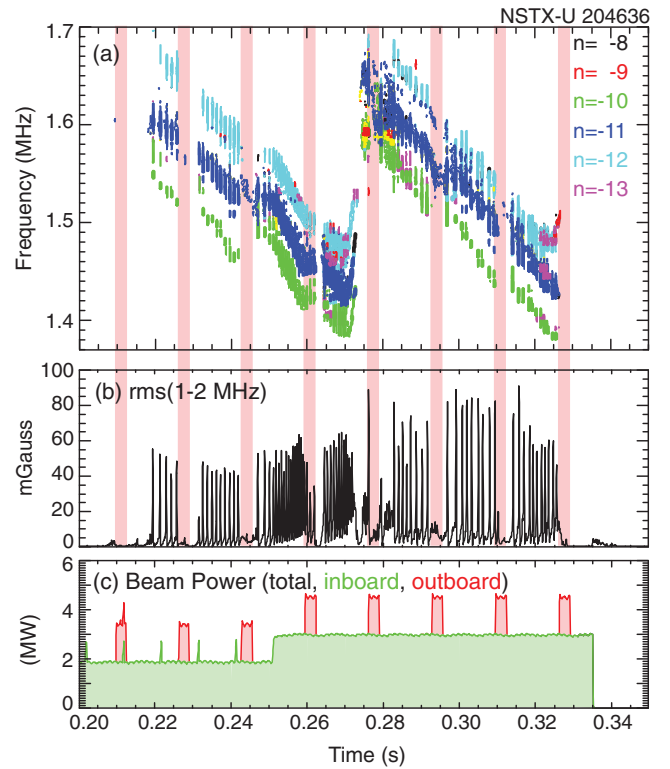 NSTX-U 204636
1.7
(a)
n= -8
n= -9
n=-10
n=-11
n=-12
n=-13
1.6
1.5
1.4
Frequency (MHz)
100
(b) rms(1-2 MHz)
80
60
40
20
0
mGauss
6
(c) Beam Power (total, inboard, outboard)
4
2
0
(MW)
0.20 0.22 0.24 0.26 0.28 0.30 0.32 0.34
Time (s)